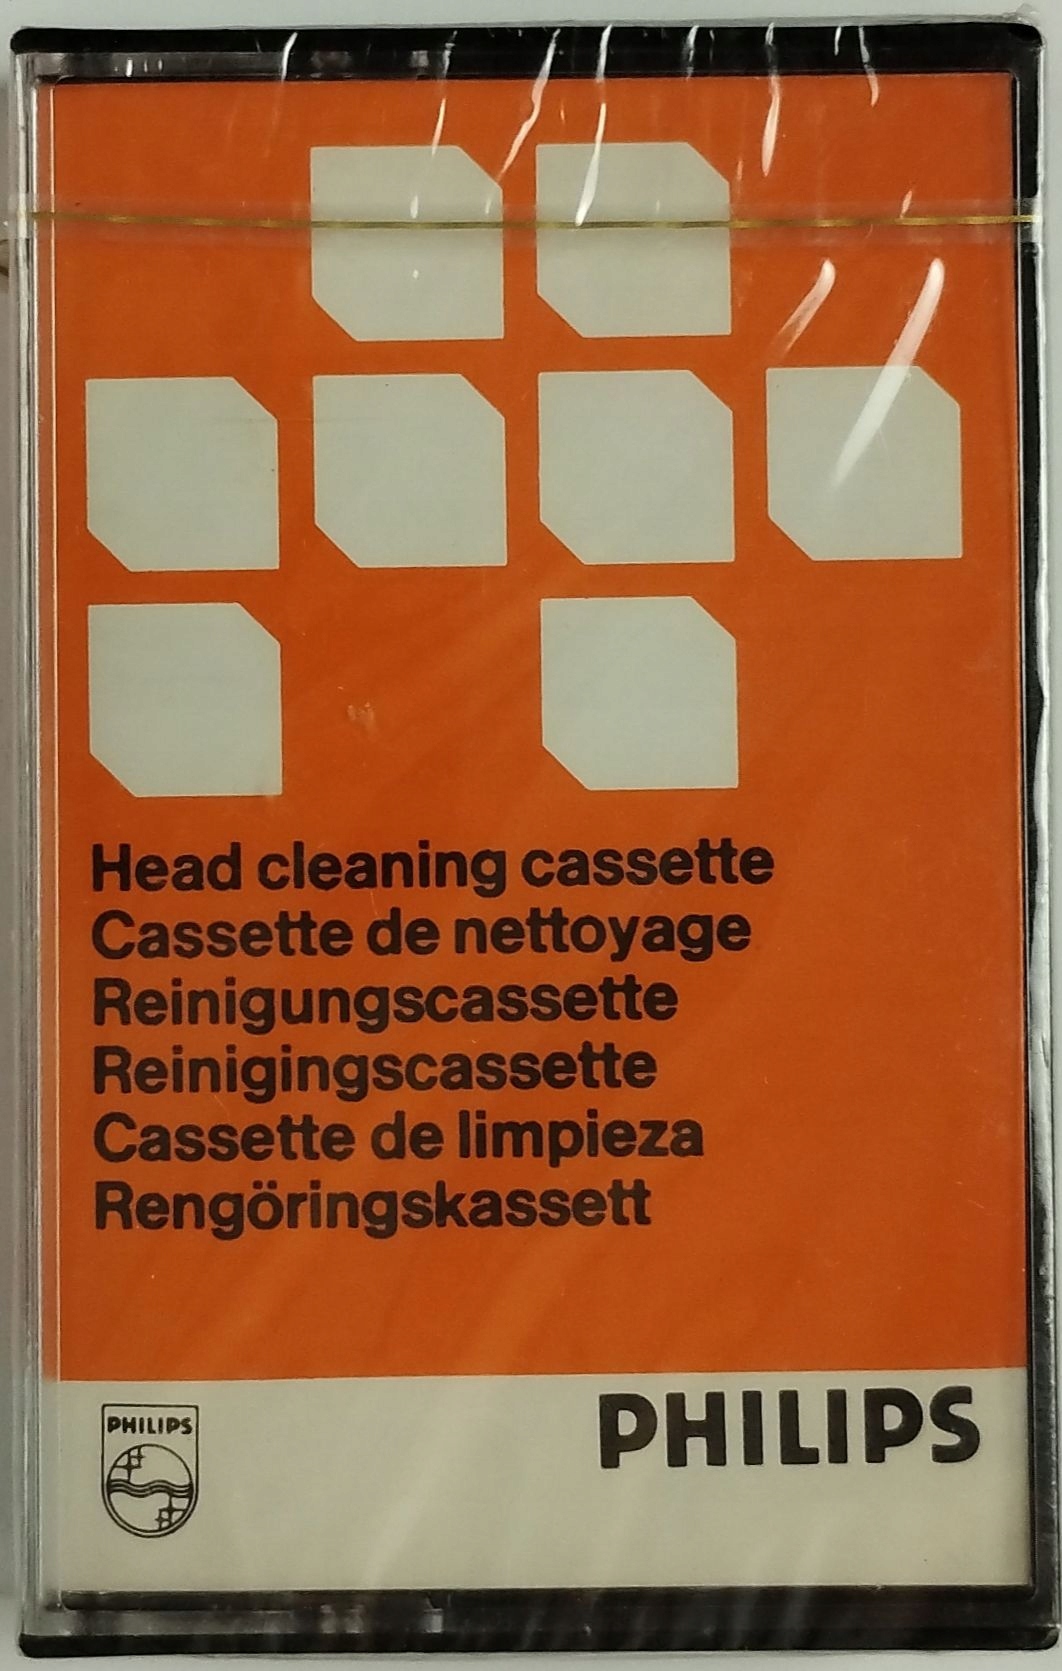 Head cleaning cassette
Cassette de nettoyage
Reinigungscassette
Reinigingscassette
Cassette de limpieza
Rengöringskassett
PHILIPS
PHILIPS